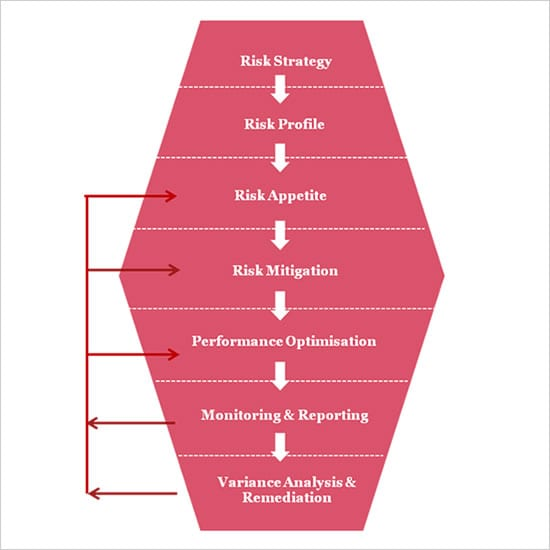 Risk Strategy
Risk Profile
Risk Appetite
Risk Mitigation
Performance Optimisation
Monitoring & Reporting
Variance Analysis &
Remediation